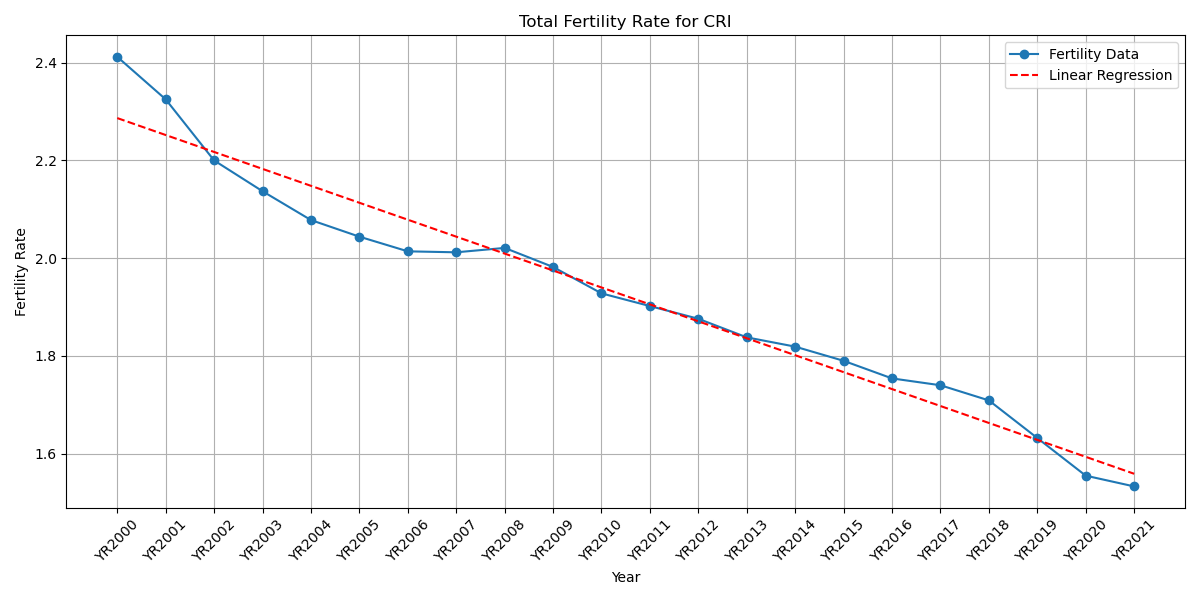 Total Fertility Rate for CRI
Fertility Data
Linear Regression
Fertility Rate
2.4
2.2
2.0
1.8
1.6
YR2000
YR2001
YR2002
YR2003
YR2004
YR2005
YR2006
YR2007
YR2008
YR2009
YR2010
YR2011
YR2012
YR2013
YR2014
YR2015
YR2016
YR2017
YR2018
YR2019
YR2020
YR2021
Year